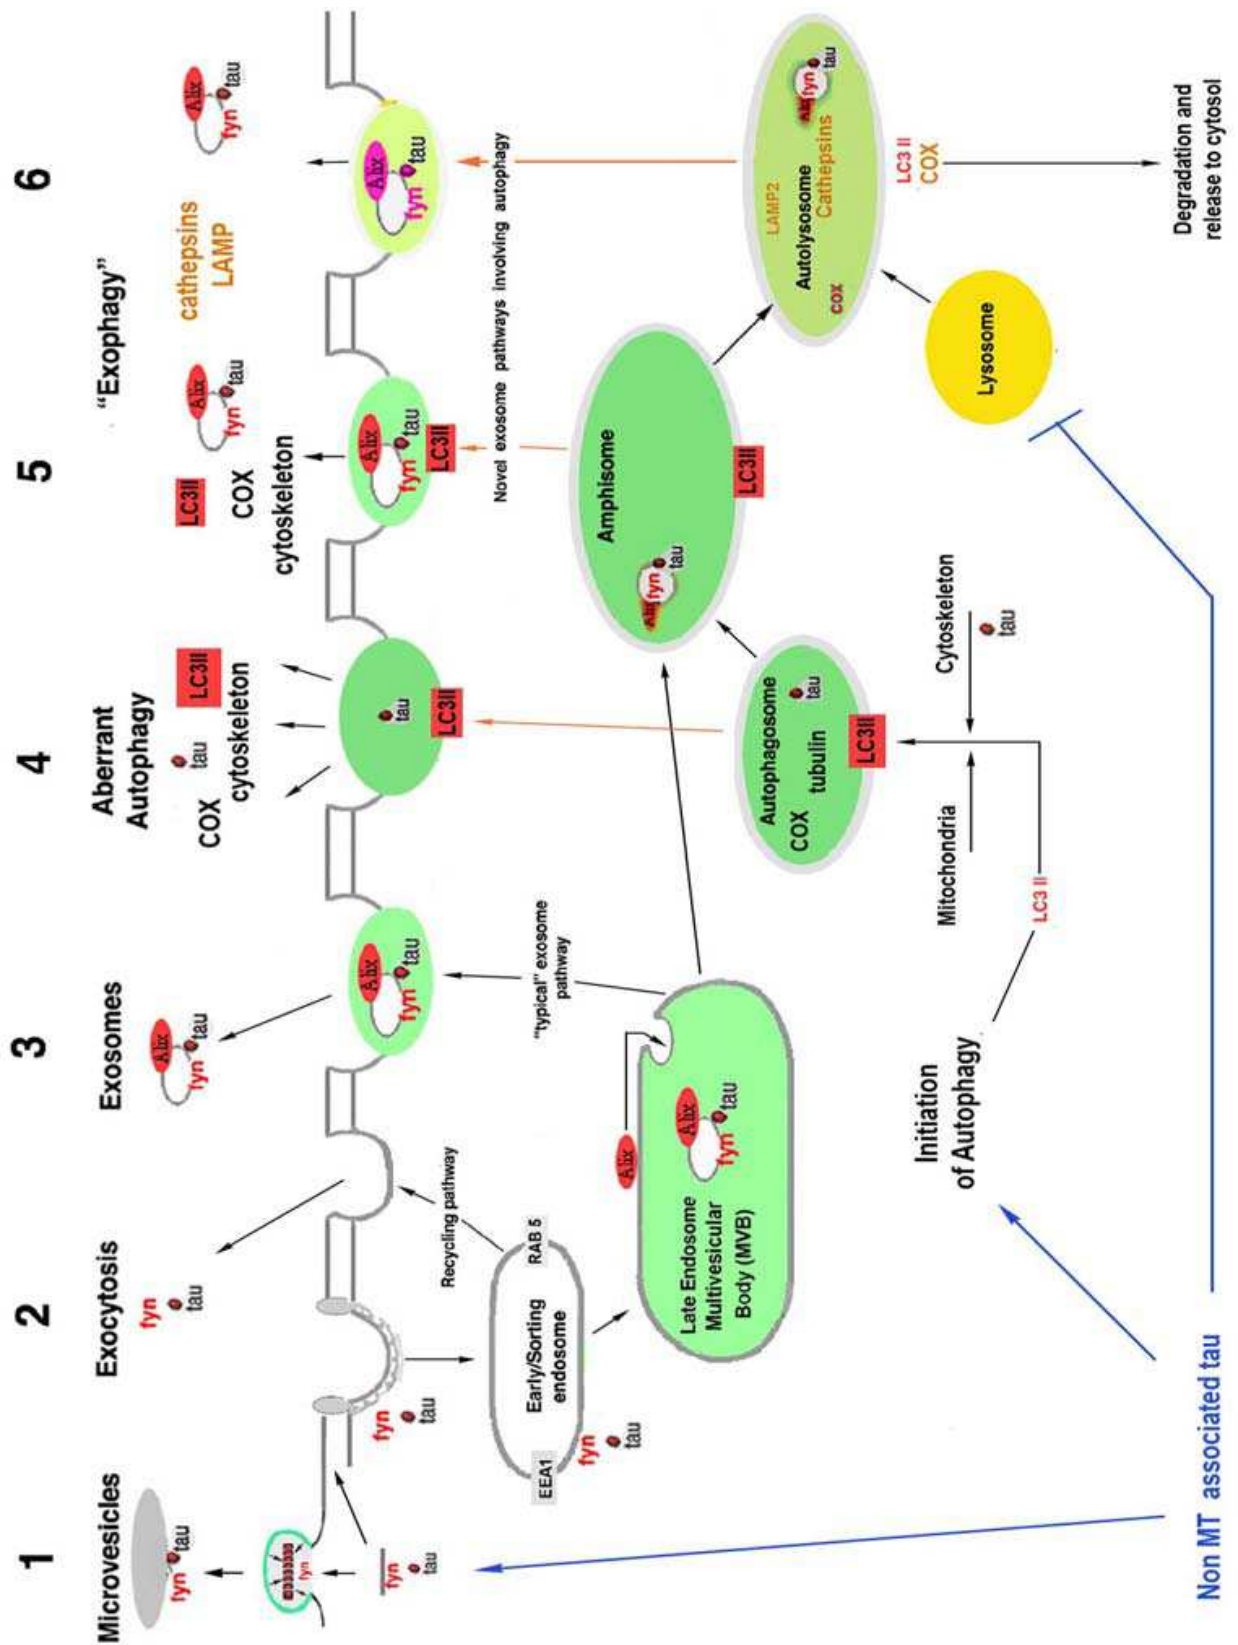 1
2
3
4
5
6
Microvesicles
Exocytosis
Exosomes
Aberrant
Autophagy
"Exophagy"
fyn
tau
fyn
tau
Alix
fyn
tau
COX
tau
LC3II
cytoskeleton
LC3II
COX
cytoskeleton
Alix
fyn
tau
cathepsins
LAMP
Alix
fyn
tau
fyn
fyn
tau
fyn
tau
Alix
fyn
tau
tau
LC3II
Alix
fyn
tau
LC3II
Alix
fyn
tau
Recycling pathway
"typical" exosome
pathway
Novel exosome pathways involving autophagy
EEA1
RAB 5
Early/Sorting
endosome
fyn
tau
Alix
Alix
fyn
tau
Late Endosome
Multivesicular
Body (MVB)
Autophagosome
COX
tau
tubulin
LC3II
Amphisome
Alix
fyn
tau
LC3II
LAMP2
Autolysosome
Cathepsins
cox
Alix
fyn
tau
LC3 II
COX
Lysosome
Degradation and
release to cytosol
Initiation
of Autophagy
LC3 II
Mitochondria
Cytoskeleton
tau
Non MT associated tau